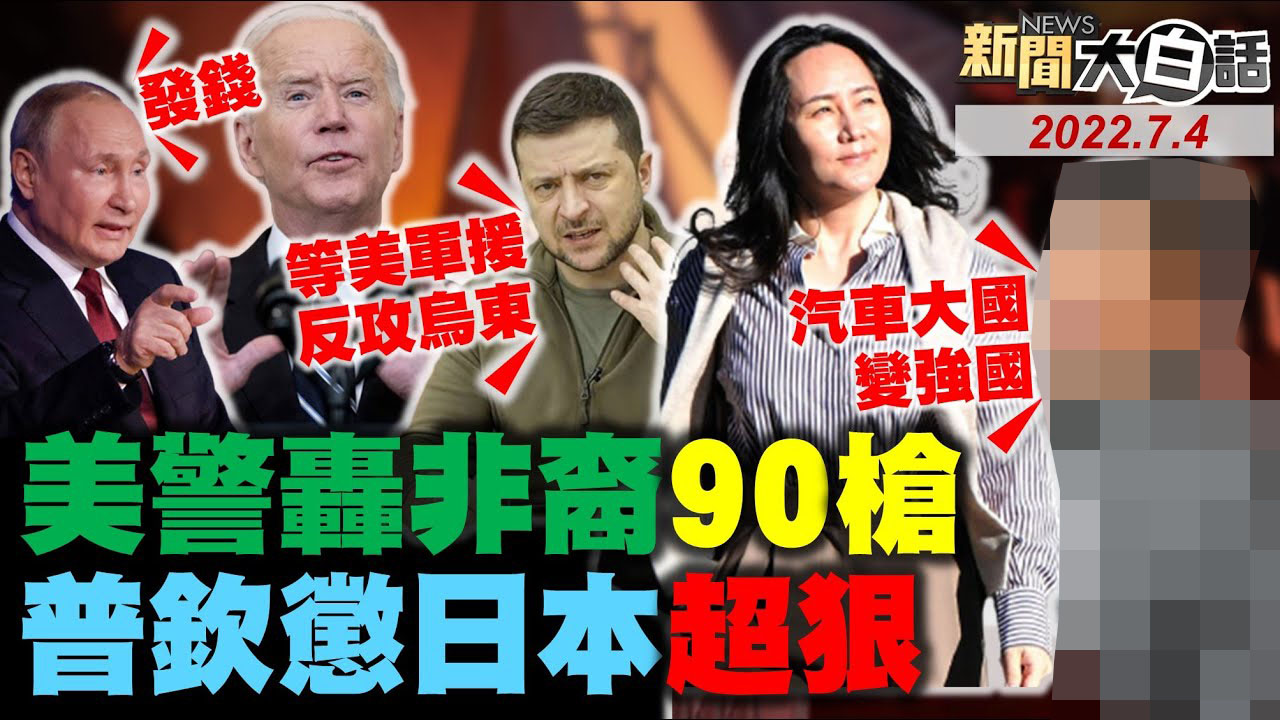 NEWS
新聞大白話
2022.7.4
發錢
等美軍援
反攻烏東
汽車大國
變強國
美警轟非裔90槍
普欽懲日本超狠